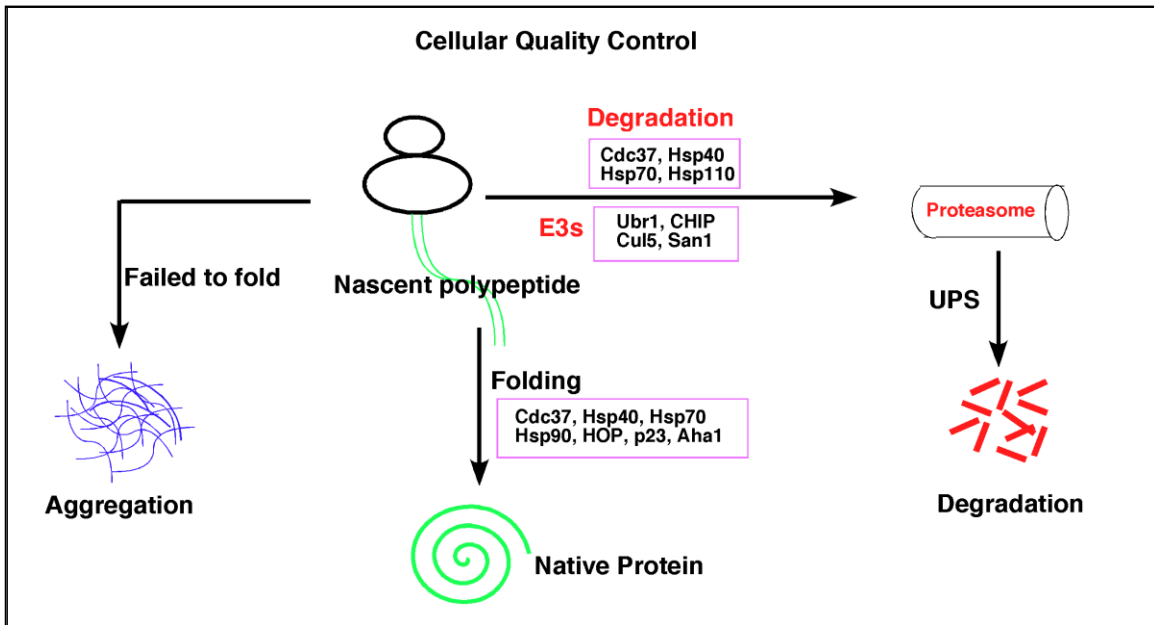 Cellular Quality Control
Degradation
Cdc37, Hsp40
Hsp70, Hsp110
E3s
Ubr1, CHIP
Cul5, San1
Proteasome
Failed to fold
Nascent polypeptide
UPS
Folding
Cdc37, Hsp40, Hsp70
Hsp90, HOP, p23, Aha1
Aggregation
Degradation
Native Protein